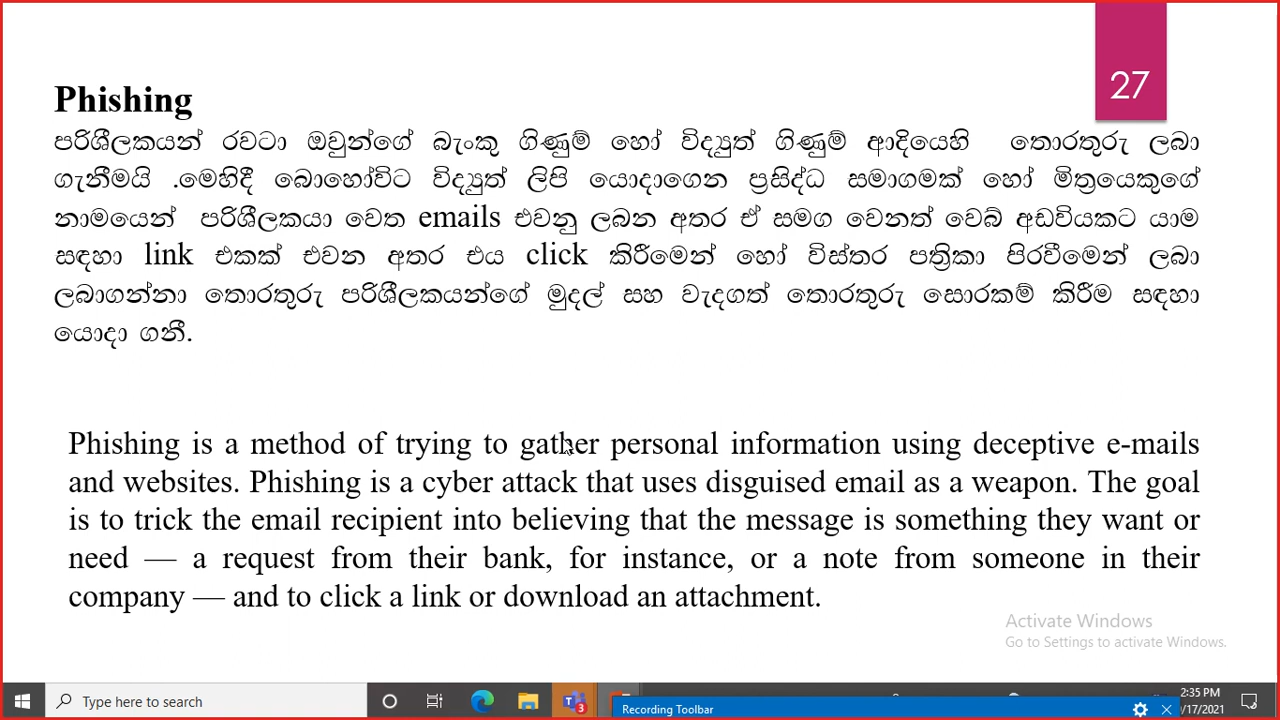 27
Phishing
පරිශීලකයන් රවටා ඔවුන්ගේ බැංකු ගිණුම් හෝ විද්‍යුත් ගිණුම් ආදියෙහි තොරතුරු ලබා
ගැනීමයි .මෙහිදී බොහෝවිට විද්‍යුත් ලිපි යොදාගෙන ප්‍රසිද්ධ සමාගමක් හෝ මිත්‍රයෙකුගේ
නාමයෙන් පරිශීලකයා වෙත emails එවනු ලබන අතර ඒ සමග වෙනත් වෙබ් අඩවියකට යාම
සඳහා link එකක් එවන අතර එය click කිරීමෙන් හෝ විස්තර පත්‍රිකා පිරවීමෙන් ලබා
ලබාගන්නා තොරතුරු පරිශීලකයන්ගේ මුදල් සහ වැදගත් තොරතුරු සොරකම් කිරීම සඳහා
යොදා ගනී.
Phishing is a method of trying to gather personal information using deceptive e-mails
and websites. Phishing is a cyber attack that uses disguised email as a weapon. The goal
is to trick the email recipient into believing that the message is something they want or
need — a request from their bank, for instance, or a note from someone in their
company — and to click a link or download an attachment.
Activate Windows
Go to Settings to activate Windows.
Type here to search
3
2:35 PM
/17/2021
Recording Toolbar